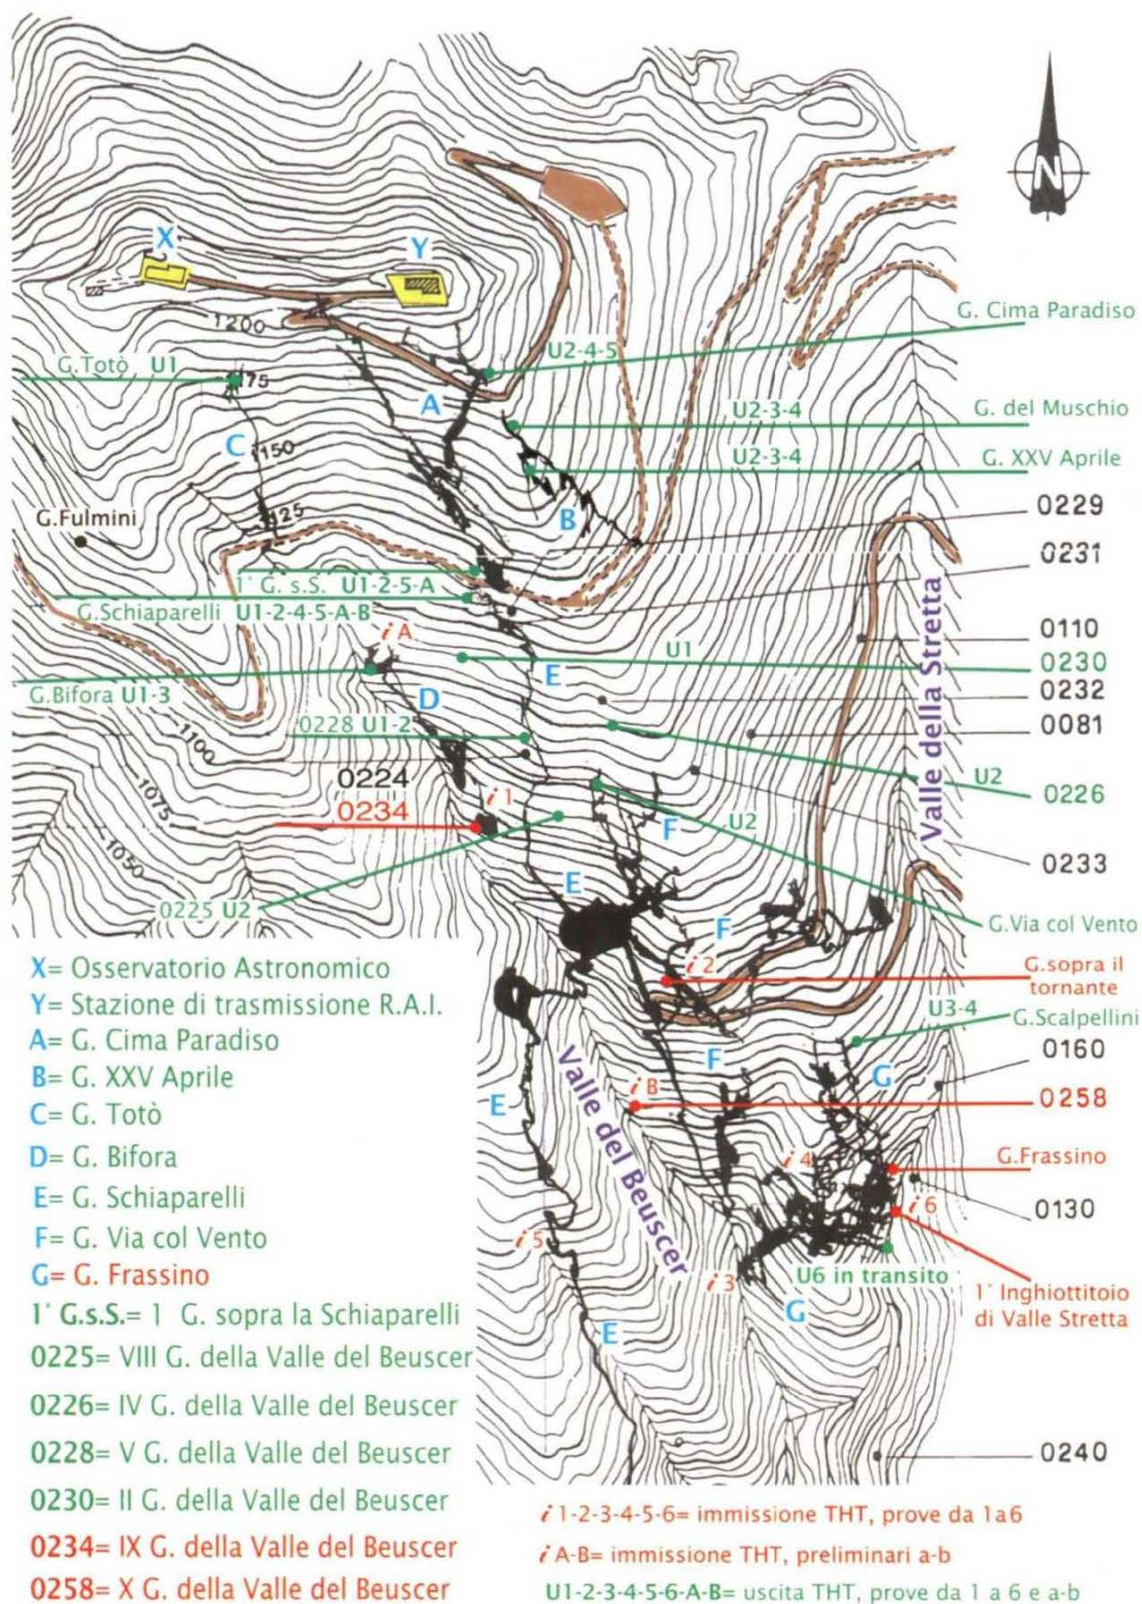 N
X
Y
G. Cima Paradiso
1200
U2-4-5
G.Totò U1
1175
A
U2-3-4
G. del Muschio
C
1150
U2-3-4
G. XXV Aprile
G.Fulmini
1125
B
0229
0231
1° G. s.S. U1-2-5-A
G.Schiaparelli U1-2-4-5-A-B
Valle della Stretta
i A
0110
U1
0230
E
G.Bifora U1-3
D
0232
0228 U1-2
0081
1100
0224
U2
0226
1075
0234
i 1
F
U2
1050
0233
E
0225 U2
F
G.Via col Vento
i 2
G.sopra il
tornante
U3-4
G.Scalpellini
0160
F
G
Valle del Beuscer
i B
0258
E
i 4
G.Frassino
i 6
0130
i 5
i 3
U6 in transito
G
1° Inghiottitoio
di Valle Stretta
E
0240
X= Osservatorio Astronomico
Y= Stazione di trasmissione R.A.I.
A= G. Cima Paradiso
B= G. XXV Aprile
C= G. Totò
D= G. Bifora
E= G. Schiaparelli
F= G. Via col Vento
G= G. Frassino
1° G.s.S.= 1 G. sopra la Schiaparelli
0225= VIII G. della Valle del Beuscer
0226= IV G. della Valle del Beuscer
0228= V G. della Valle del Beuscer
0230= II G. della Valle del Beuscer
0234= IX G. della Valle del Beuscer
0258= X G. della Valle del Beuscer
i 1-2-3-4-5-6= immissione THT, prove da 1a6
i A-B= immissione THT, preliminari a-b
U1-2-3-4-5-6-A-B= uscita THT, prove da 1 a 6 e a-b